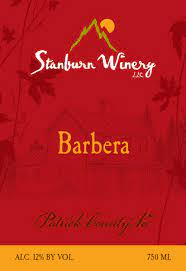 Stanburn Winery
LLC
Barbera
Patrick County, Va
ALC. 12% BY VOL.
750 ML